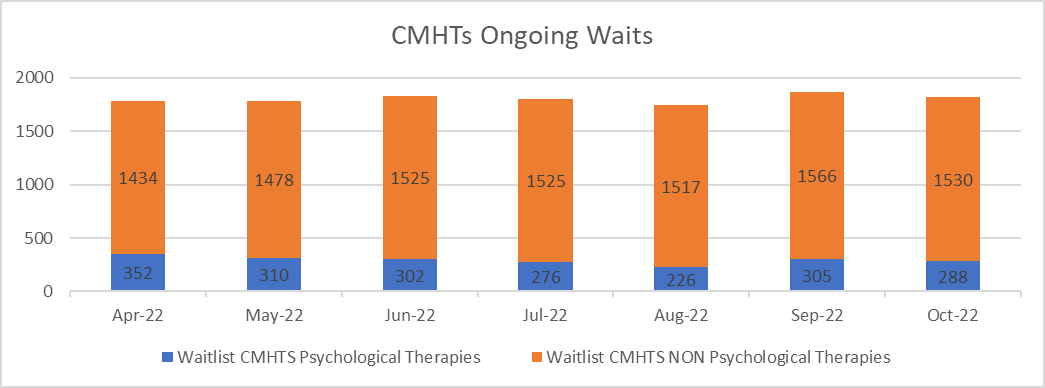 CMHTs Ongoing Waits
2000
1500
1000
500
0
1434 1478 1525 1525 1517 1566 1530
352 310 302 276 226 305 288
Apr-22 May-22 Jun-22 Jul-22 Aug-22 Sep-22 Oct-22
Waitlist CMHTS Psychological Therapies Waitlist CMHTS NON Psychological Therapies